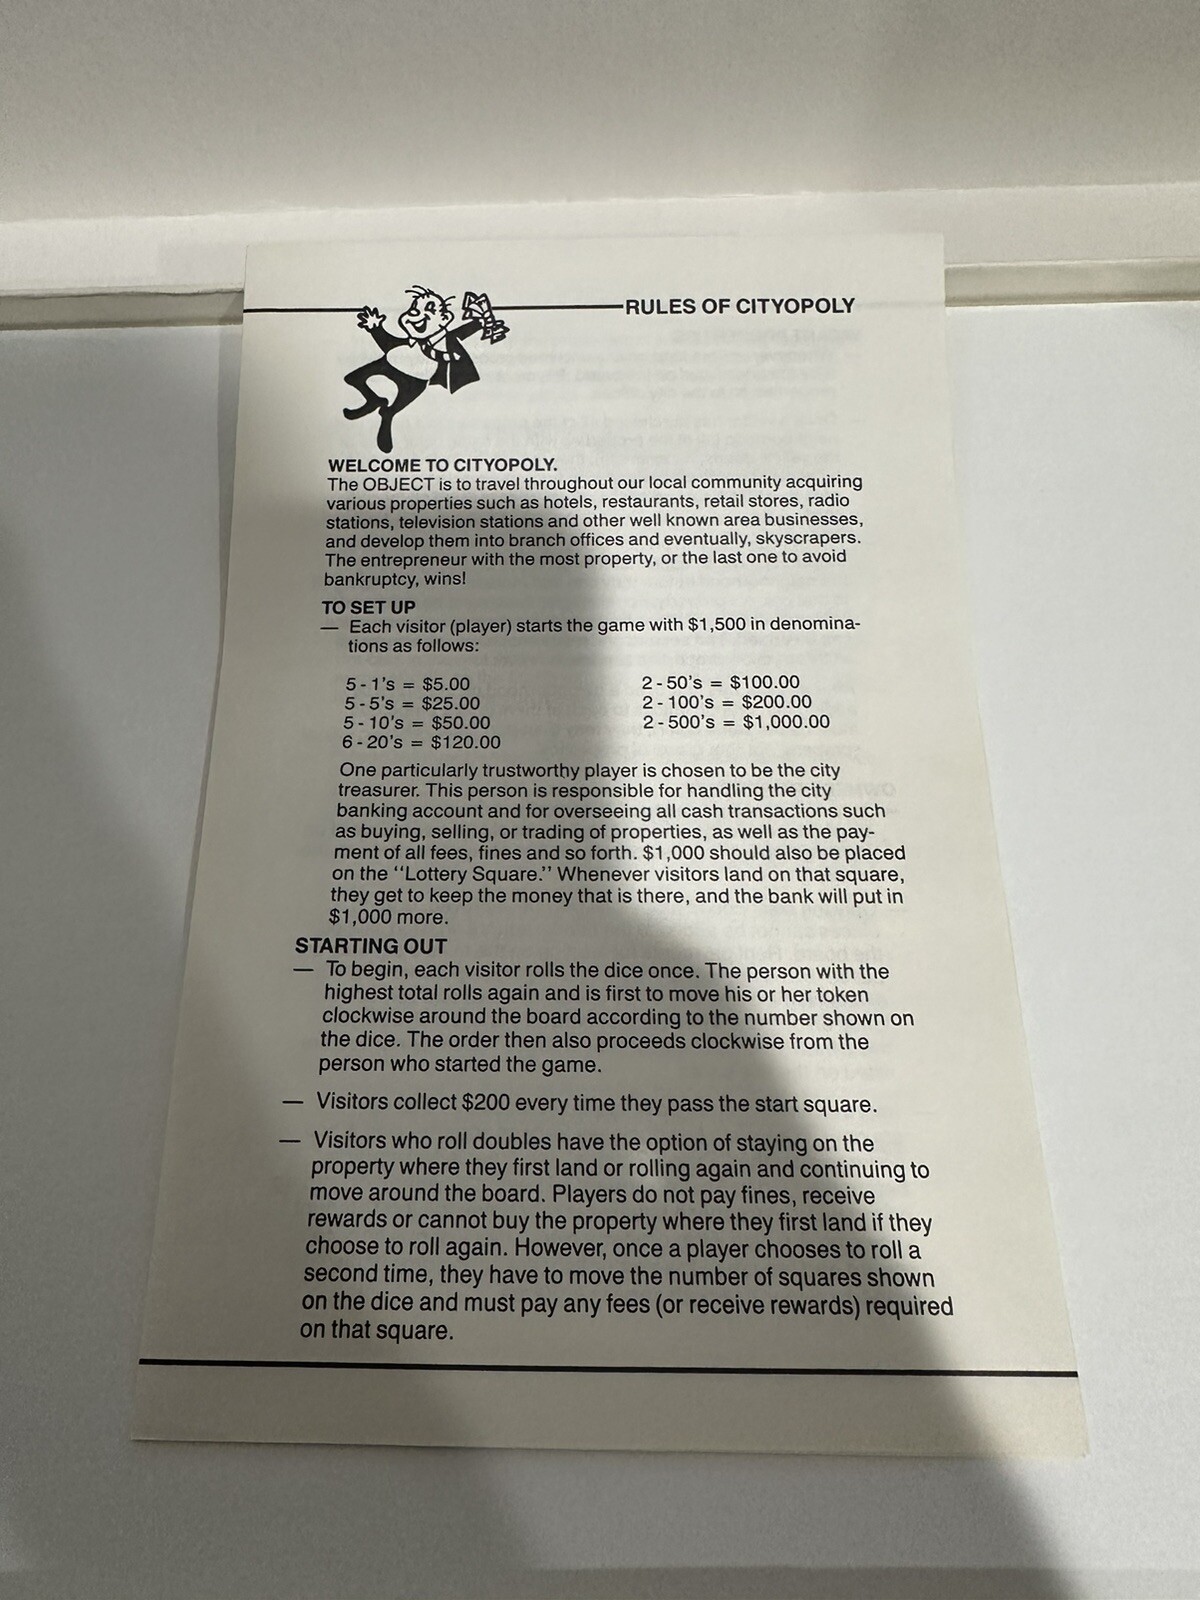 RULES OF CITYOPOLY
WELCOME TO CITYOPOLY.
The OBJECT is to travel throughout our local community acquiring
various properties such as hotels, restaurants, retail stores, radio
stations, television stations and other well known area businesses,
and develop them into branch offices and eventually, skyscrapers.
The entrepreneur with the most property, or the last one to avoid
bankruptcy, wins!
TO SET UP
— Each visitor (player) starts the game with $1,500 in denomina-
tions as follows:
5 - 1's = $5.00 2 - 50's = $100.00
5 - 5's = $25.00 2 - 100's = $200.00
5 - 10's = $50.00 2 - 500's = $1,000.00
6 - 20's = $120.00
One particularly trustworthy player is chosen to be the city
treasurer. This person is responsible for handling the city
banking account and for overseeing all cash transactions such
as buying, selling, or trading of properties, as well as the pay-
ment of all fees, fines and so forth. $1,000 should also be placed
on the "Lottery Square." Whenever visitors land on that square,
they get to keep the money that is there, and the bank will put in
$1,000 more.
STARTING OUT
— To begin, each visitor rolls the dice once. The person with the
highest total rolls again and is first to move his or her token
clockwise around the board according to the number shown on
the dice. The order then also proceeds clockwise from the
person who started the game.
— Visitors collect $200 every time they pass the start square.
— Visitors who roll doubles have the option of staying on the
property where they first land or rolling again and continuing to
move around the board. Players do not pay fines, receive
rewards or cannot buy the property where they first land if they
choose to roll again. However, once a player chooses to roll a
second time, they have to move the number of squares shown
on the dice and must pay any fees (or receive rewards) required
on that square.